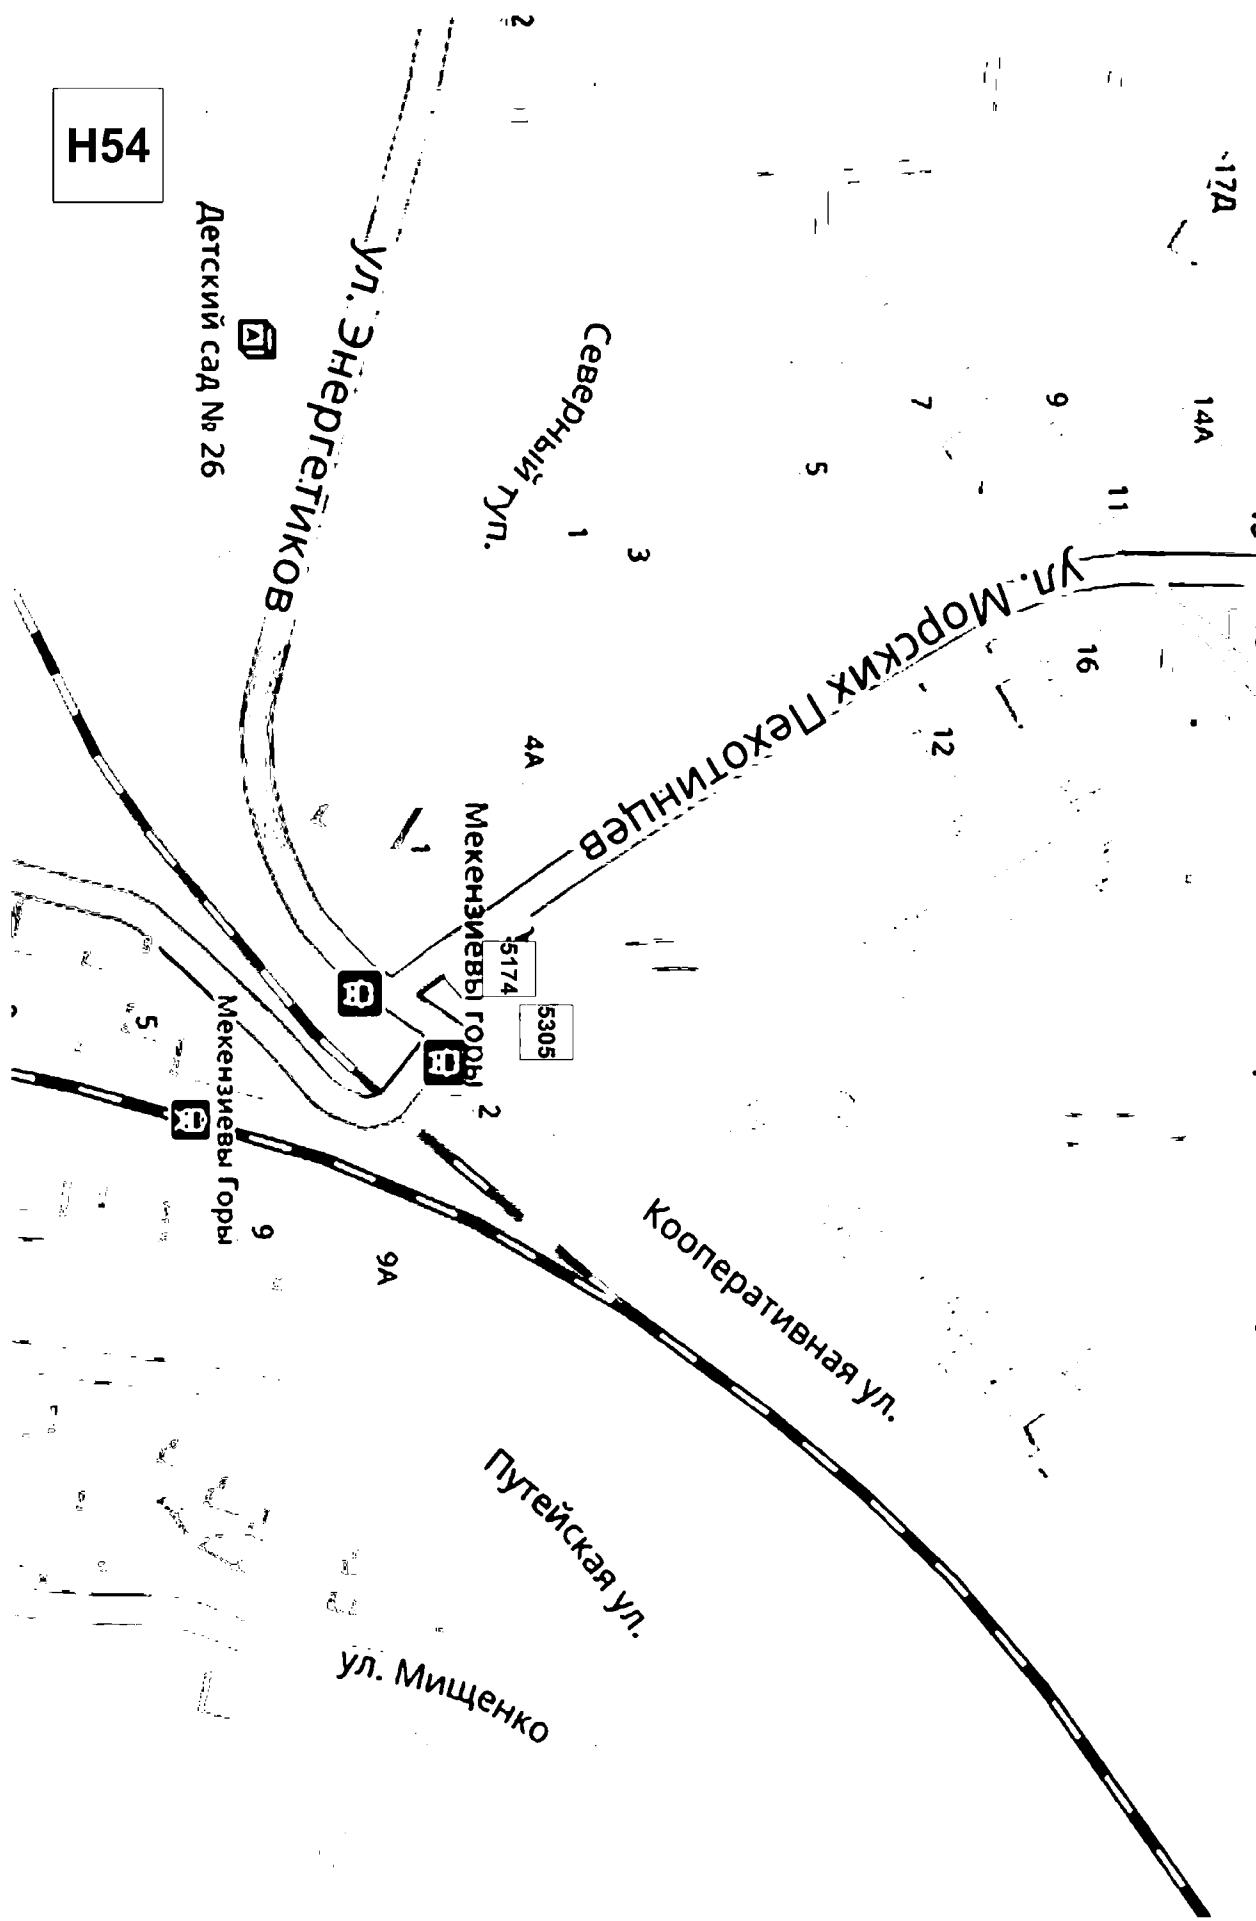 H54
2
17Д
Детский сад № 26
ул. Энергетиков
Северный туп.
7
9
14А
5
11
1
3
ул. Морских Пехотинцев
16
12
4А
1
Мекензиевы горы
5174
5305
2
5
Мекензиевы Горы
9
9А
Кооперативная ул.
Путейская ул.
ул. Мищенко